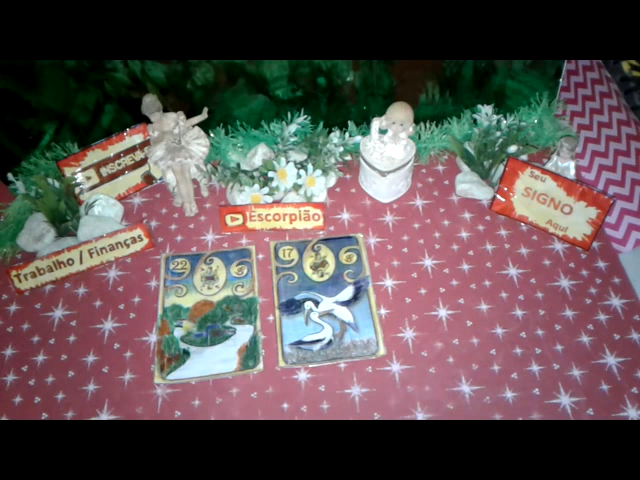 INSCREVA
Escorpião
Seu
SIGNO
Aqui
Trabalho / Finanças
22
17